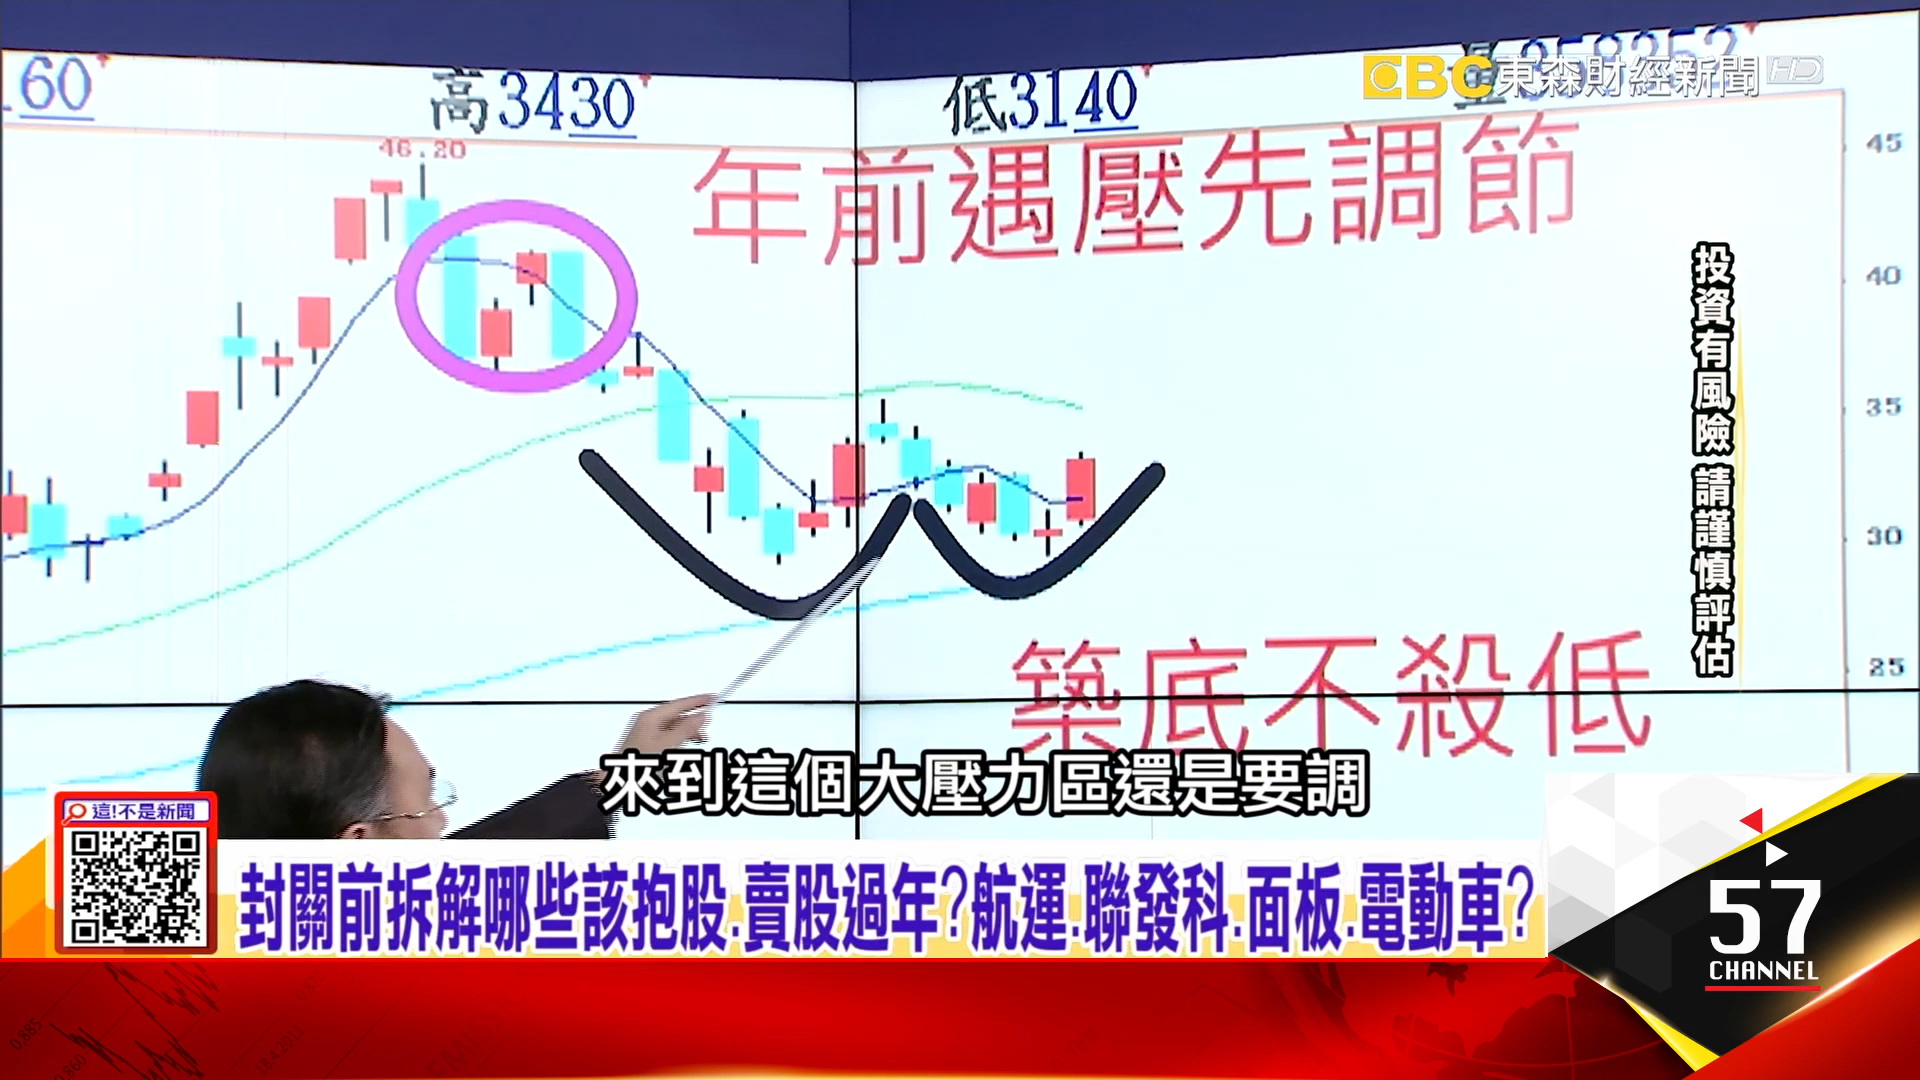 60
高3430
低3140
EBC東森財經新聞HD
46.20
年前遇壓先調節
45
40
35
30
25
投資有風險 請謹慎評估
築底不殺低
來到這個大壓力區還是要調
這!不是新聞
封關前拆解哪些該抱股.賣股過年?航運.聯發科.面板.電動車?
57
CHANNEL